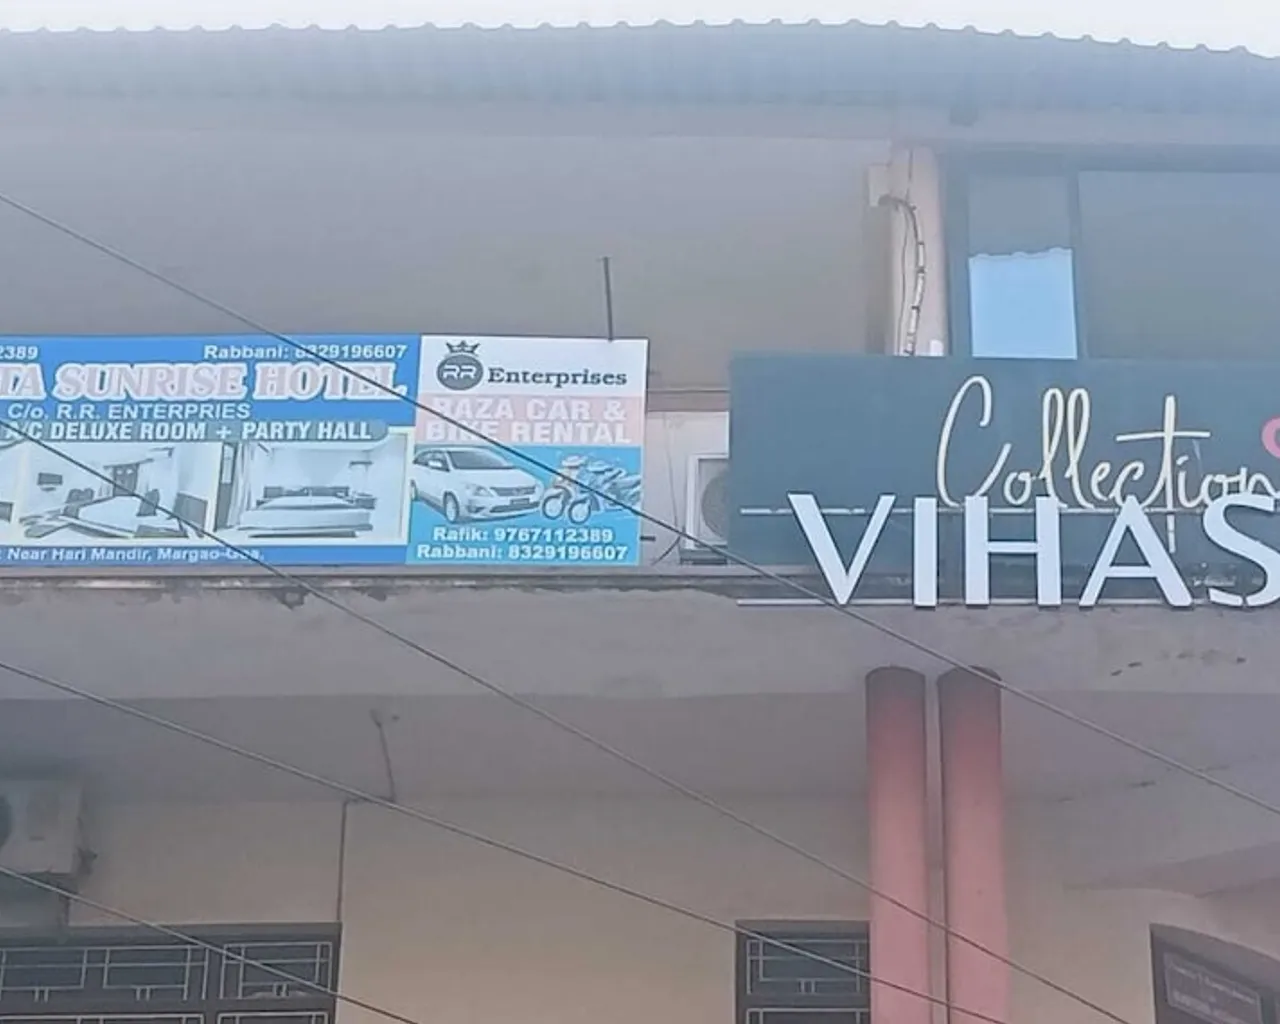 2389 Rabbani: 8329196607
TA SUNRISE HOTEL
C/o. R.R. ENTERPRIES
A/C DELUXE ROOM + PARTY HALL
Near Hari Mandir, Margao-Goa.
RR Enterprises
RAZA CAR &
BIKE RENTAL
Rafik: 9767112389
Rabbani: 8329196607
Collection
VIHAS